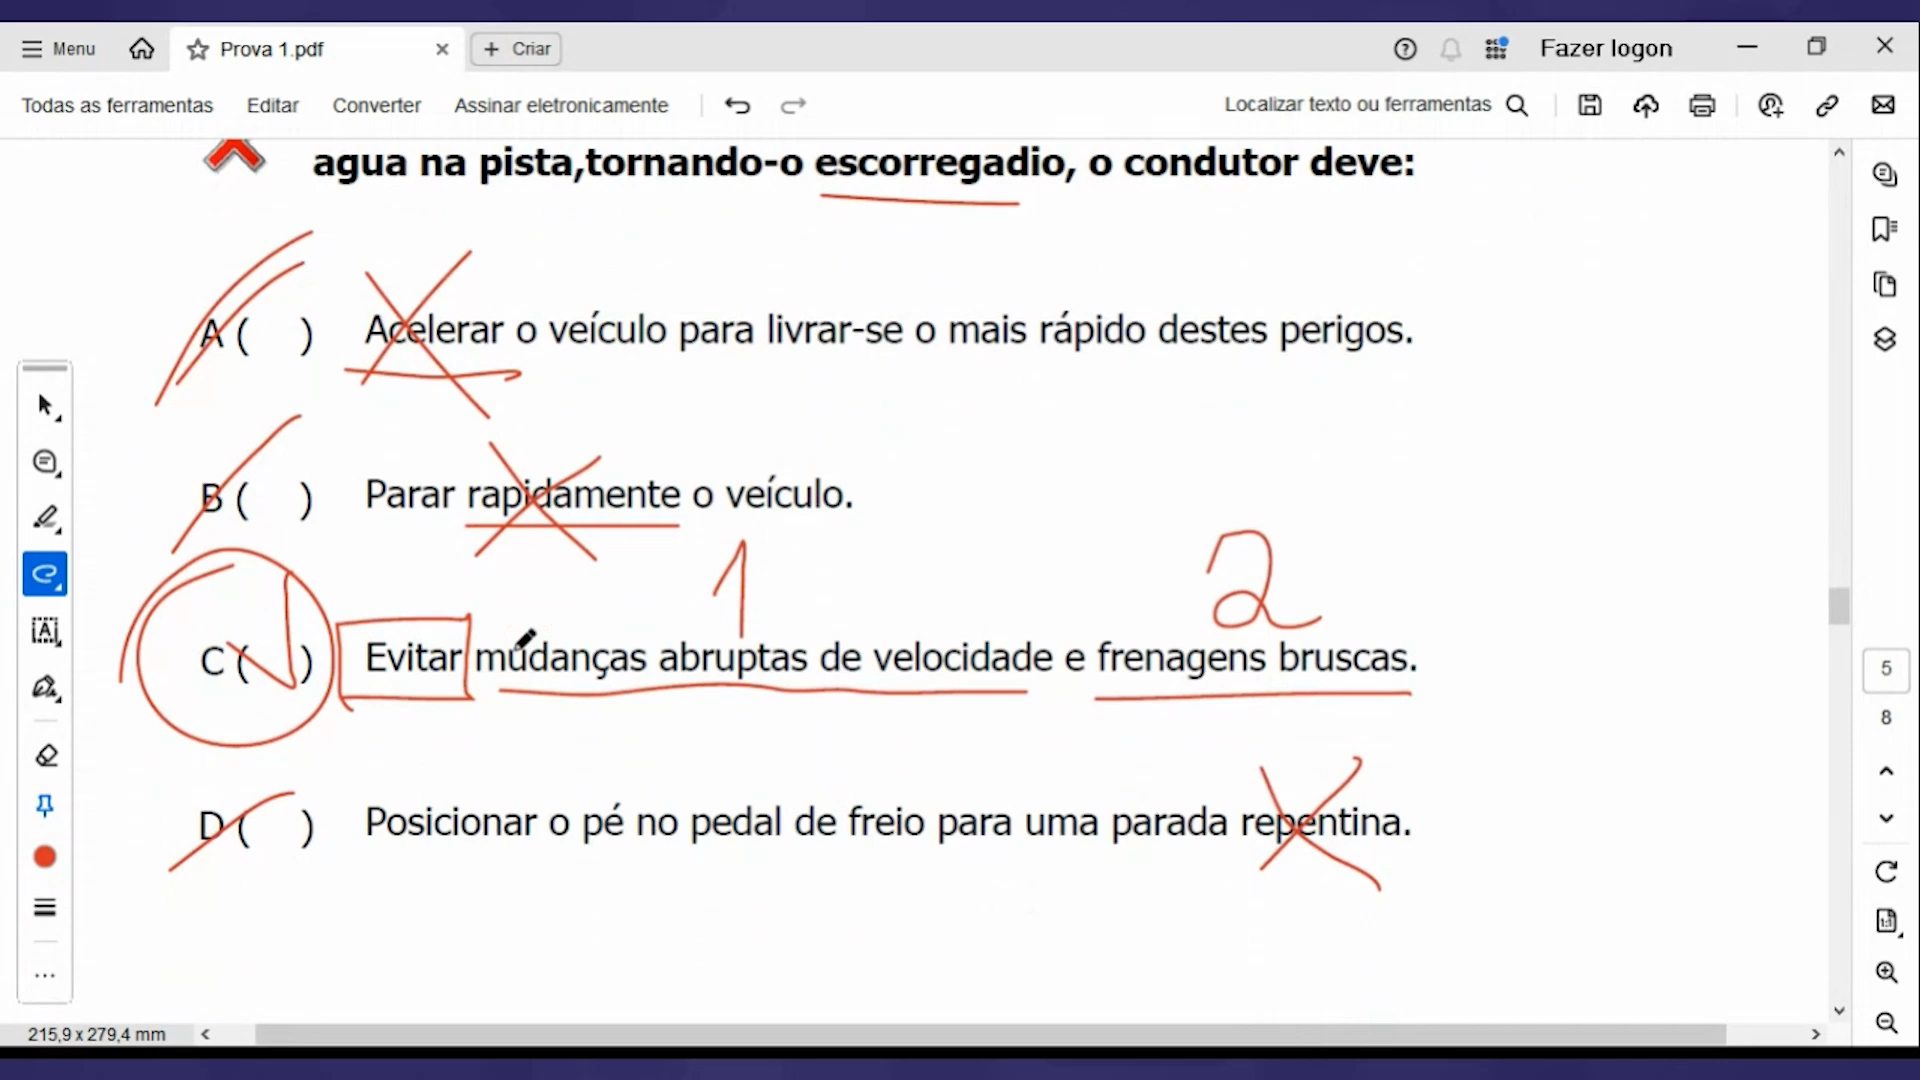 Menu
Prova 1.pdf
Criar
Fazer logon
Todas as ferramentas
Editar
Converter
Assinar eletronicamente
Localizar texto ou ferramentas
agua na pista,tornando-o escorregadio, o condutor deve:
A ( ) Acelerar o veículo para livrar-se o mais rápido destes perigos.
B ( ) Parar rapidamente o veículo.
1 2
C ( ) Evitar mudanças abruptas de velocidade e frenagens bruscas.
D ( ) Posicionar o pé no pedal de freio para uma parada repentina.
5
8
215,9 x 279,4 mm